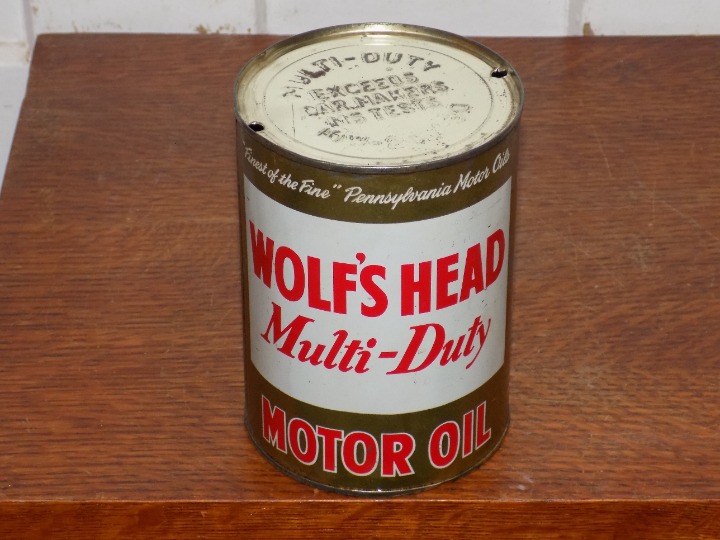 MULTI-DUTY
EXCEEDS
CAR MAKERS
TESTS
"Finest of the Fine" Pennsylvania Motor Oils
WOLF'S HEAD
Multi-Duty
MOTOR OIL